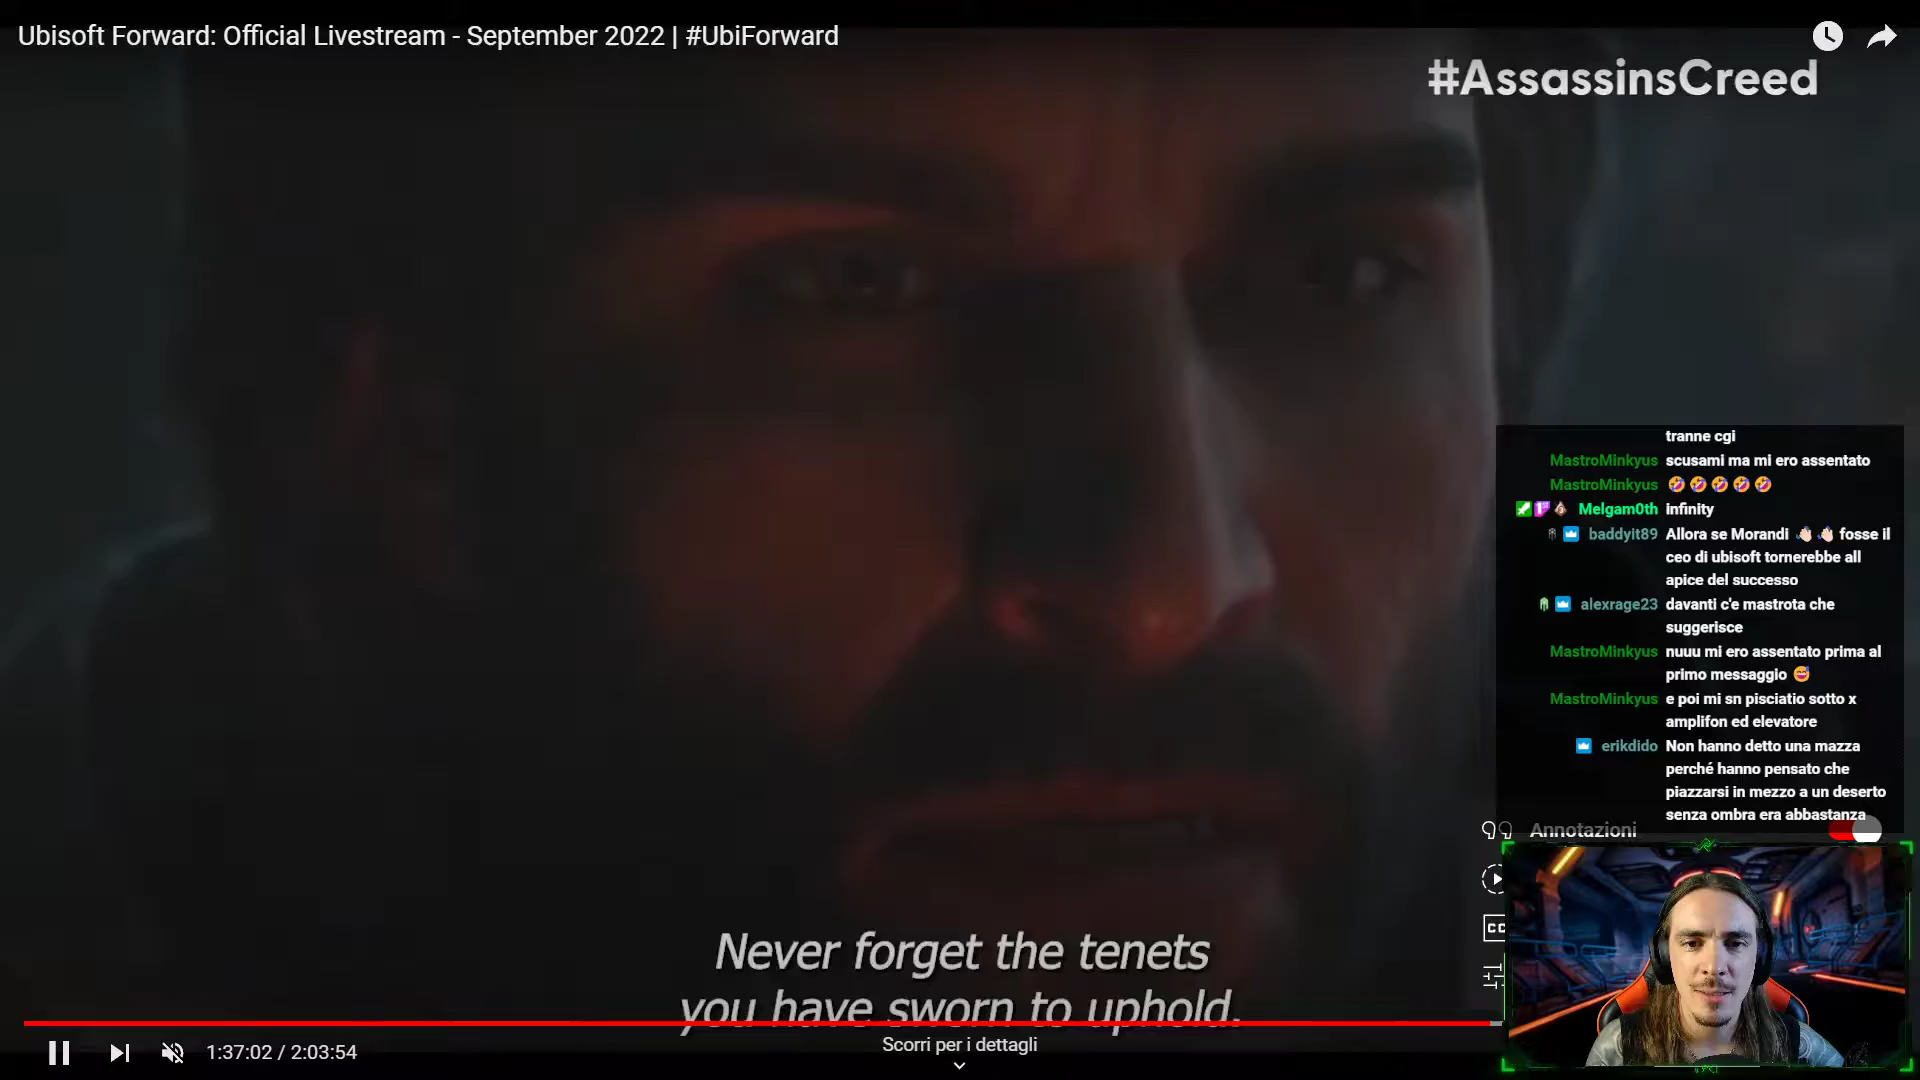 Ubisoft Forward: Official Livestream - September 2022 | #UbiForward
#AssassinsCreed
tranne cgi
MastroMinkyus scusami ma mi ero assentato
MastroMinkyus 🤣🤣🤣🤣🤣
Melgam0th infinity
baddyit89 Allora se Morandi 👏🏻👏🏻 fosse il
ceo di ubisoft tornerebbe all
apice del successo
alexrage23 davanti c'e mastrota che
suggerisce
MastroMinkyus nuuu mi ero assentato prima al
primo messaggio 😅
MastroMinkyus e poi mi sn pisciatio sotto x
amplifon ed elevatore
erikdido Non hanno detto una mazza
perché hanno pensato che
piazzarsi in mezzo a un deserto
senza ombra era abbastanza
Annotazioni
CC
Never forget the tenets
you have sworn to uphold.
1:37:02 / 2:03:54
Scorri per i dettagli